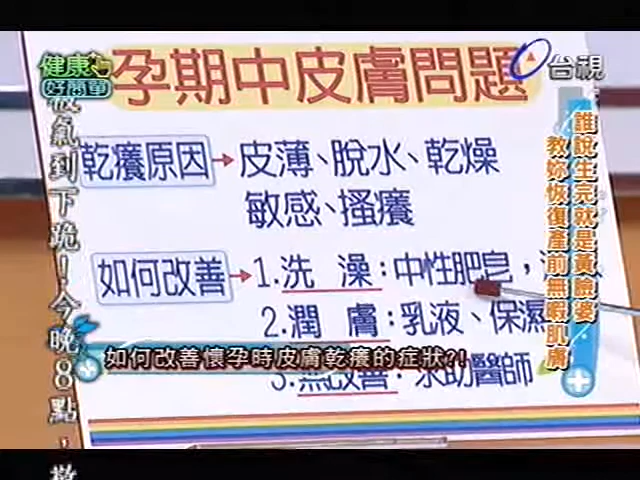 健康
好簡單
孕期中皮膚問題
台視
乾癢原因→皮薄、脫水、乾燥
敏感、搔癢
如何改善→1.洗 澡:中性肥皂,
2.潤 膚:乳液、保濕
3.無改善:求助醫師
如何改善懷孕時皮膚乾癢的症狀?!
誰說生完就是黃臉婆
教妳恢復產前無暇肌膚
氣到下跪!今晚8點,